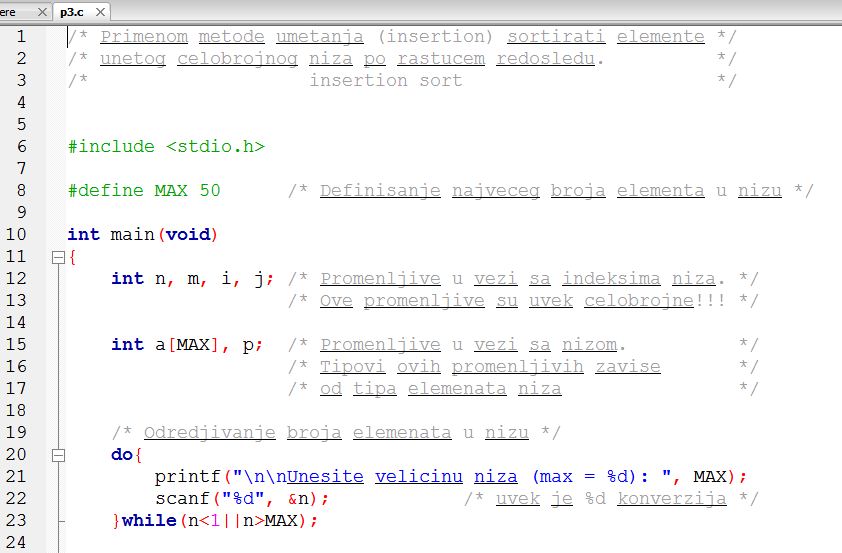 ere p3.c
1 /* Primenom metode umetanja (insertion) sortirati elemente */
2 /* unetog celobrojnog niza po rastucem redosledu. */
3 /* insertion sort */
4
5
6 #include <stdio.h>
7
8 #define MAX 50 /* Definisanje najveceg broja elementa u nizu */
9
10 int main(void)
11 {
12 int n, m, i, j; /* Promenljive u vezi sa indeksima niza. */
13 /* Ove promenljive su uvek celobrojne!!! */
14
15 int a[MAX], p; /* Promenljive u vezi sa nizom. */
16 /* Tipovi ovih promenljivih zavise */
17 /* od tipa elemenata niza */
18
19 /* Odredjivanje broja elemenata u nizu */
20 do{
21 printf("\n\nUnesite velicinu niza (max = %d): ", MAX);
22 scanf("%d", &n); /* uvek je %d konverzija */
23 }while(n<1||n>MAX);
24